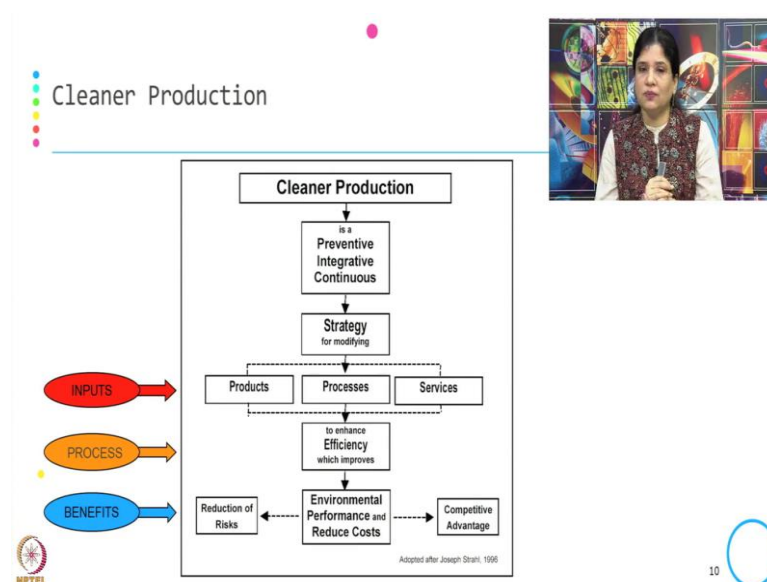 Cleaner Production
Cleaner Production
is a
Preventive
Integrative
Continuous
Strategy
for modifying
INPUTS
Products
Processes
Services
PROCESS
to enhance
Efficiency
which improves
BENEFITS
Reduction of
Risks
Environmental
Performance and
Reduce Costs
Competitive
Advantage
Adopted after Joseph Strahl, 1996
NPTEL
10